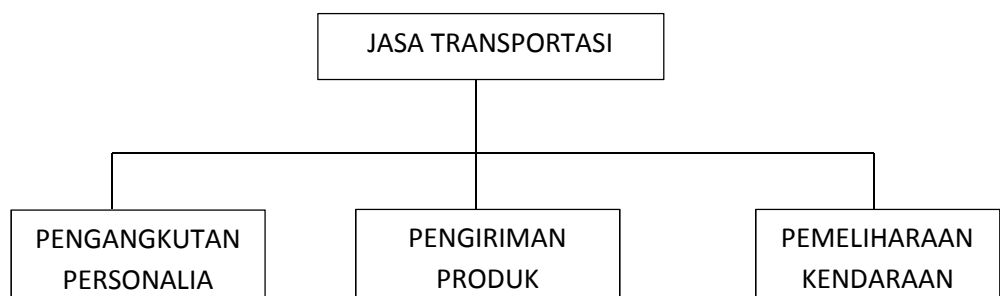 JASA TRANSPORTASI
PENGANGKUTAN
PERSONALIA
PENGIRIMAN
PRODUK
PEMELIHARAAN
KENDARAAN